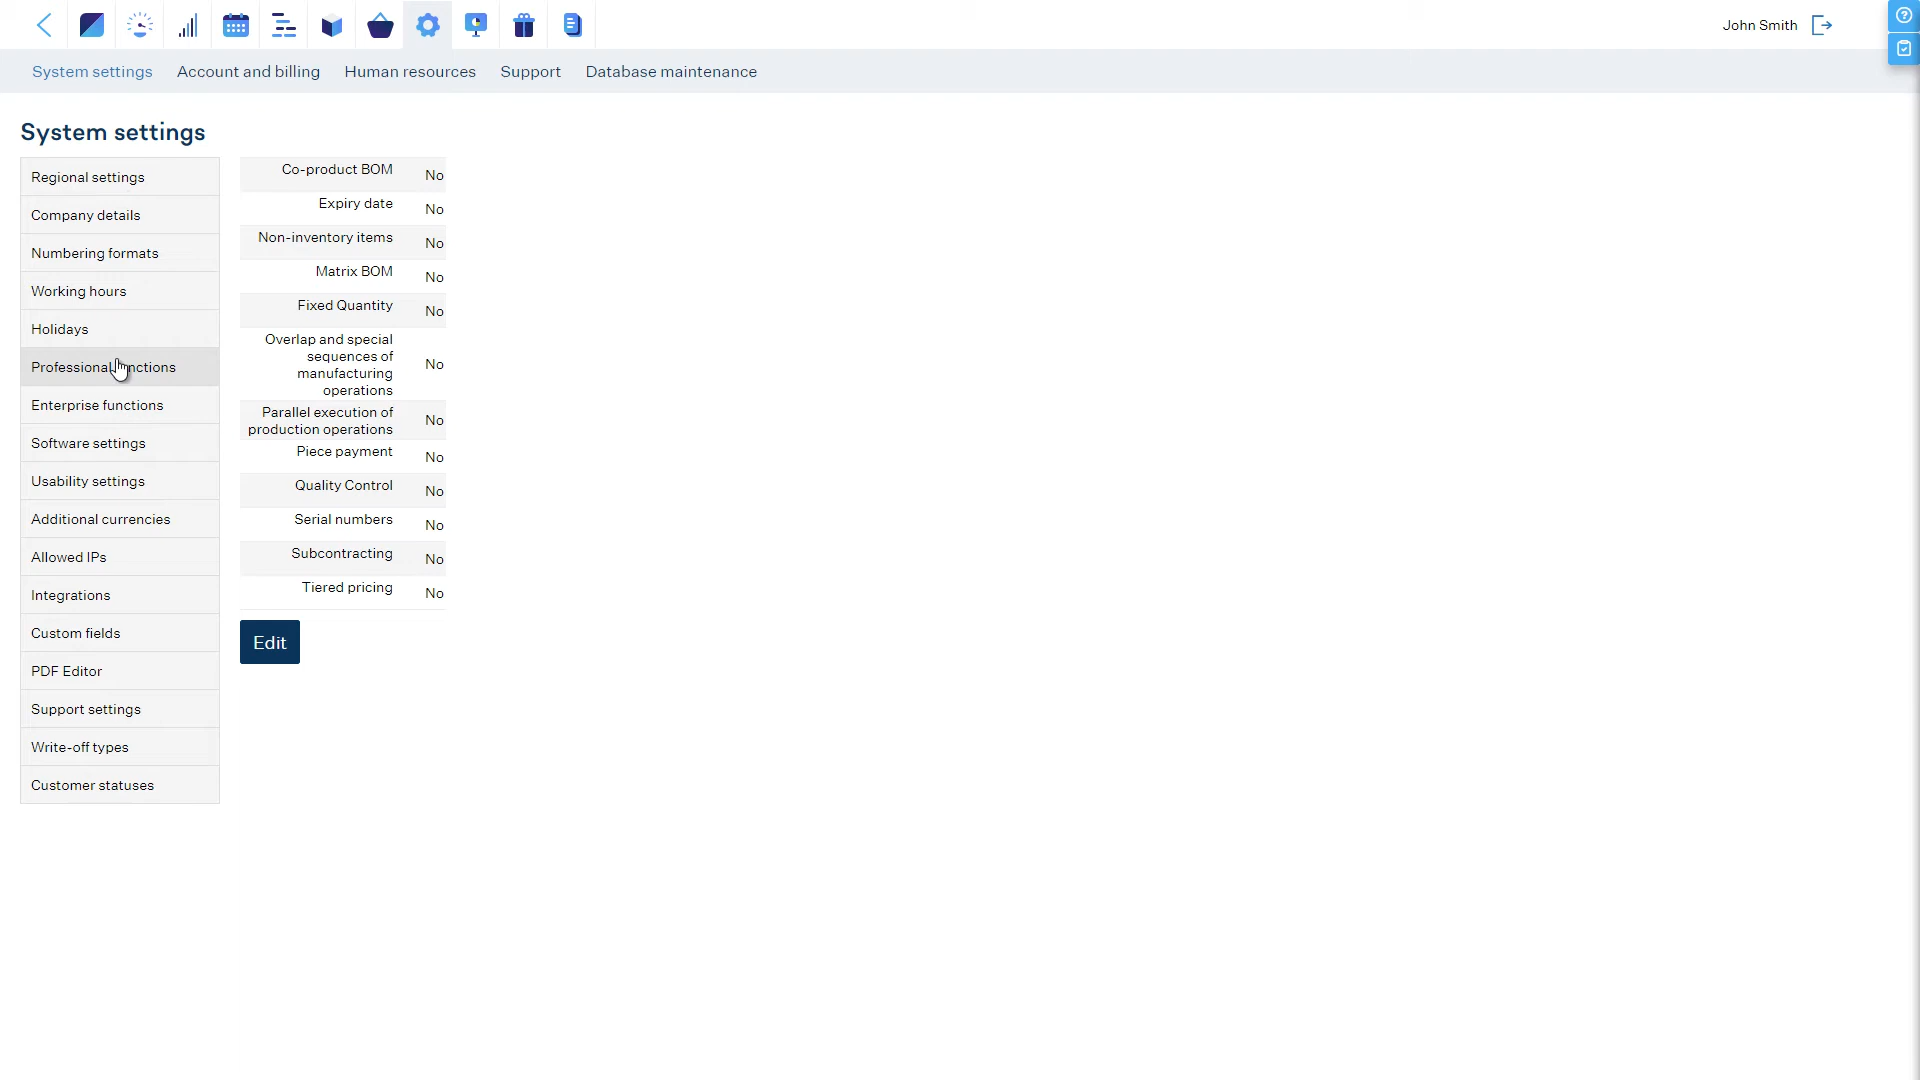 John Smith
System settings Account and billing Human resources Support Database maintenance
System settings
Regional settings
Company details
Numbering formats
Working hours
Holidays
Enterprise functions
Software settings
Usability settings
Additional currencies
Allowed IPs
Integrations
Custom fields
PDF Editor
Support settings
Write-off types
Customer statuses
Co-product BOM No
Expiry date No
Non-inventory items No
Matrix BOM No
Fixed Quantity No
Overlap and special
sequences of
manufacturing
operations
No
Parallel execution of
production operations
No
Piece payment No
Quality Control No
Serial numbers No
Subcontracting No
Tiered pricing No
Edit